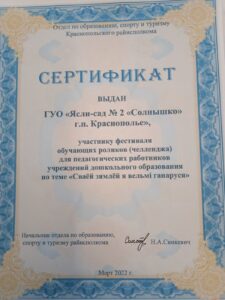 Отдел по образованию, спорту и туризму
Краснопольского райисполкома
СЕРТИФИКАТ
ВЫДАН
ГУО «Ясли-сад № 2 «Солнышко»
г.п. Краснополье»,
участнику фестиваля
обучающих роликов (челленджа)
для педагогических работников
учреждений дошкольного образования
по теме «Сваёй зямлёй я вельмі ганаруся»
Начальник отдела по образованию,
спорту и туризму райисполкома Н.А.Синкевич
Март 2022 г.